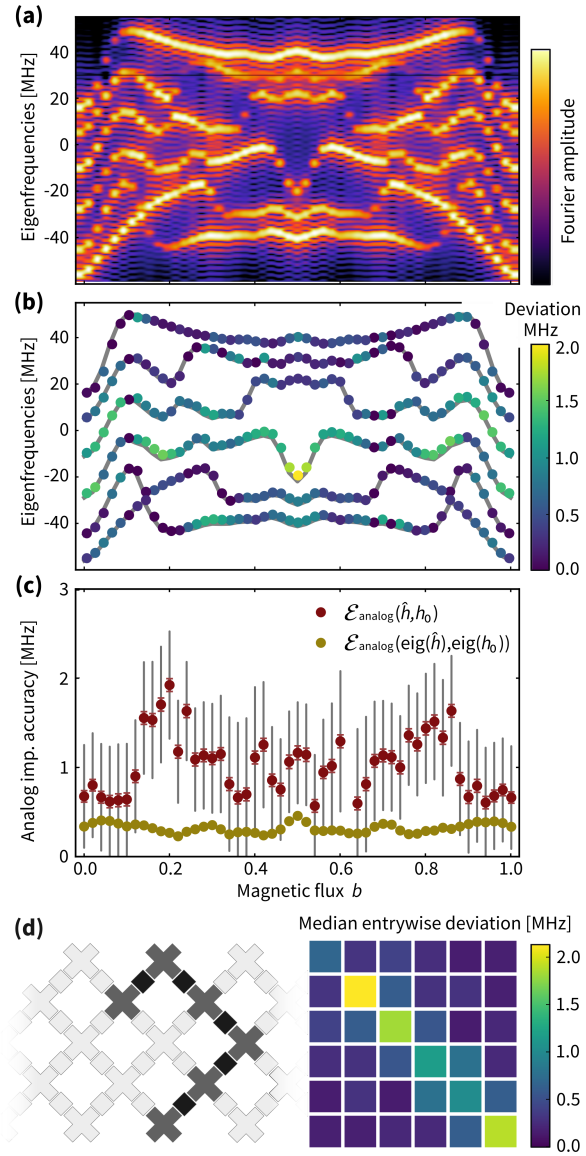 (a)
Eigenfrequencies [MHz]
40
20
0
-20
-40
Fourier amplitude
(b)
Deviation
MHz
Eigenfrequencies [MHz]
40
20
0
-20
-40
2.0
1.5
1.0
0.5
0.0
(c)
Analog imp. accuracy [MHz]
3
2
1
0
ℰanalog(ĥ,h₀)
ℰanalog(eig(ĥ),eig(h₀))
0.0 0.2 0.4 0.6 0.8 1.0
Magnetic flux b
(d)
Median entrywise deviation [MHz]
2.0
1.5
1.0
0.5
0.0